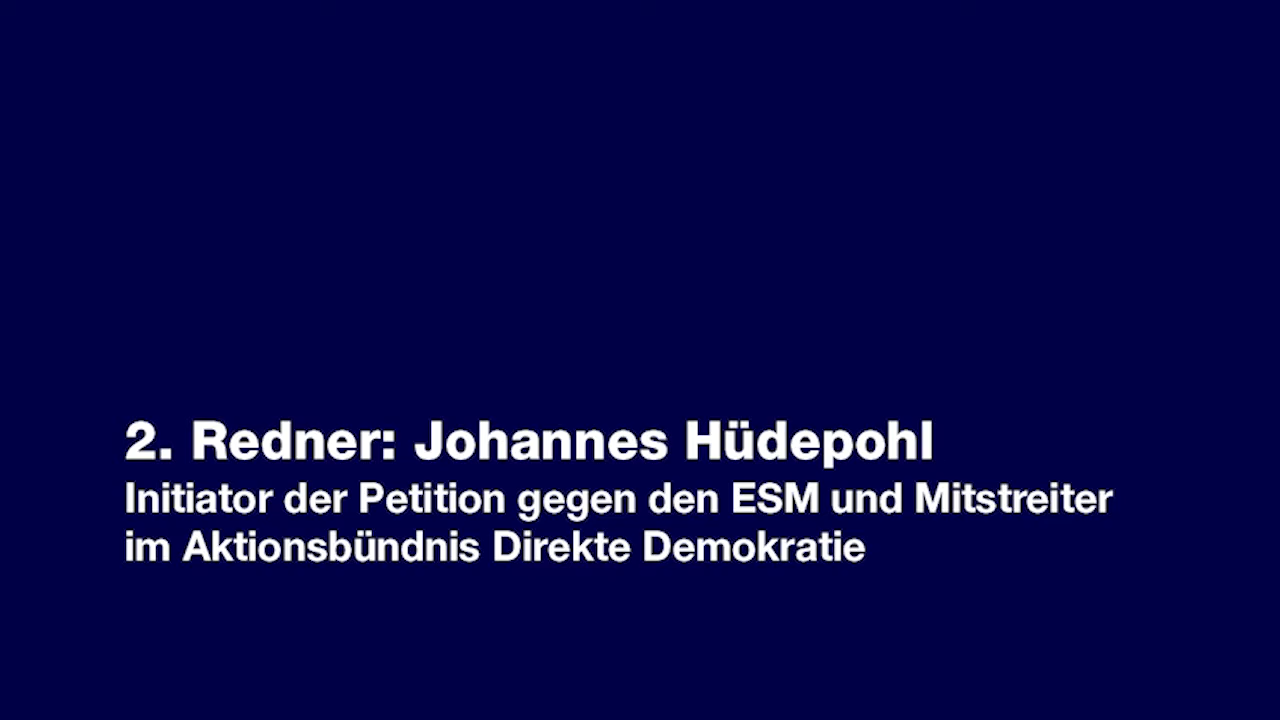 2. Redner: Johannes Hüdepohl
Initiator der Petition gegen den ESM und Mitstreiter
im Aktionsbündnis Direkte Demokratie